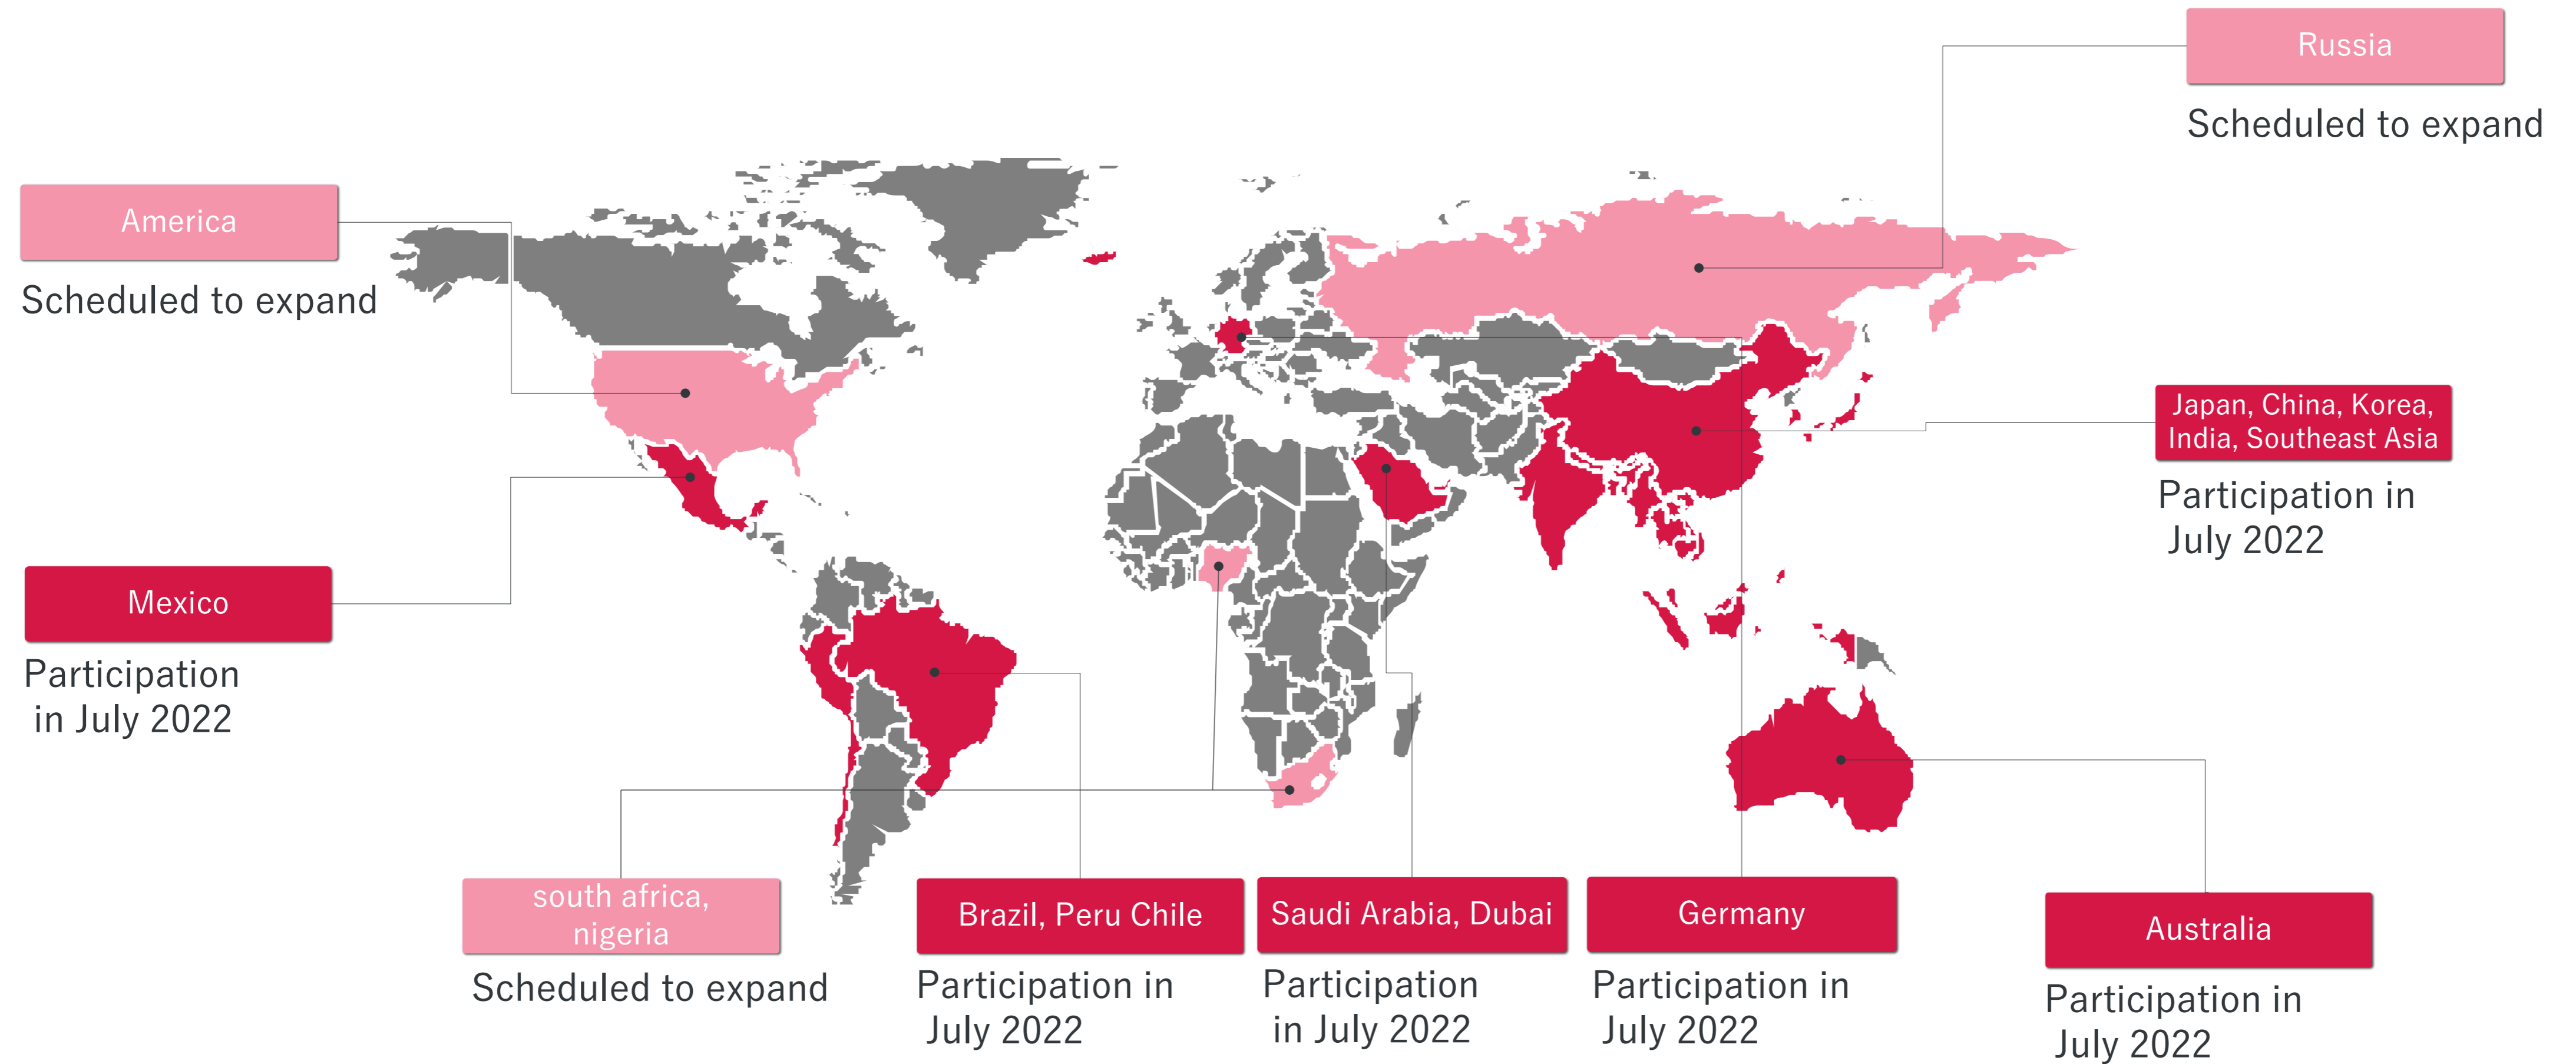 Russia
Scheduled to expand
America
Scheduled to expand
Japan, China, Korea,
India, Southeast Asia
Participation in
July 2022
Mexico
Participation
in July 2022
south africa,
nigeria
Scheduled to expand
Brazil, Peru Chile
Participation in
July 2022
Saudi Arabia, Dubai
Participation
in July 2022
Germany
Participation in
July 2022
Australia
Participation in
July 2022